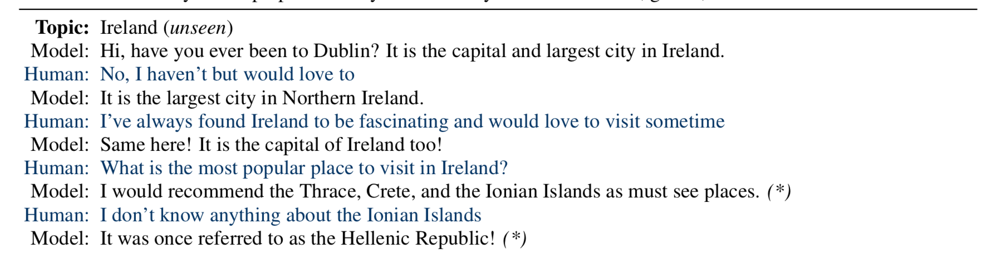 Topic: Ireland (unseen)
Model: Hi, have you ever been to Dublin? It is the capital and largest city in Ireland.
Human: No, I haven’t but would love to
Model: It is the largest city in Northern Ireland.
Human: I’ve always found Ireland to be fascinating and would love to visit sometime
Model: Same here! It is the capital of Ireland too!
Human: What is the most popular place to visit in Ireland?
Model: I would recommend the Thrace, Crete, and the Ionian Islands as must see places. (*)
Human: I don’t know anything about the Ionian Islands
Model: It was once referred to as the Hellenic Republic! (*)